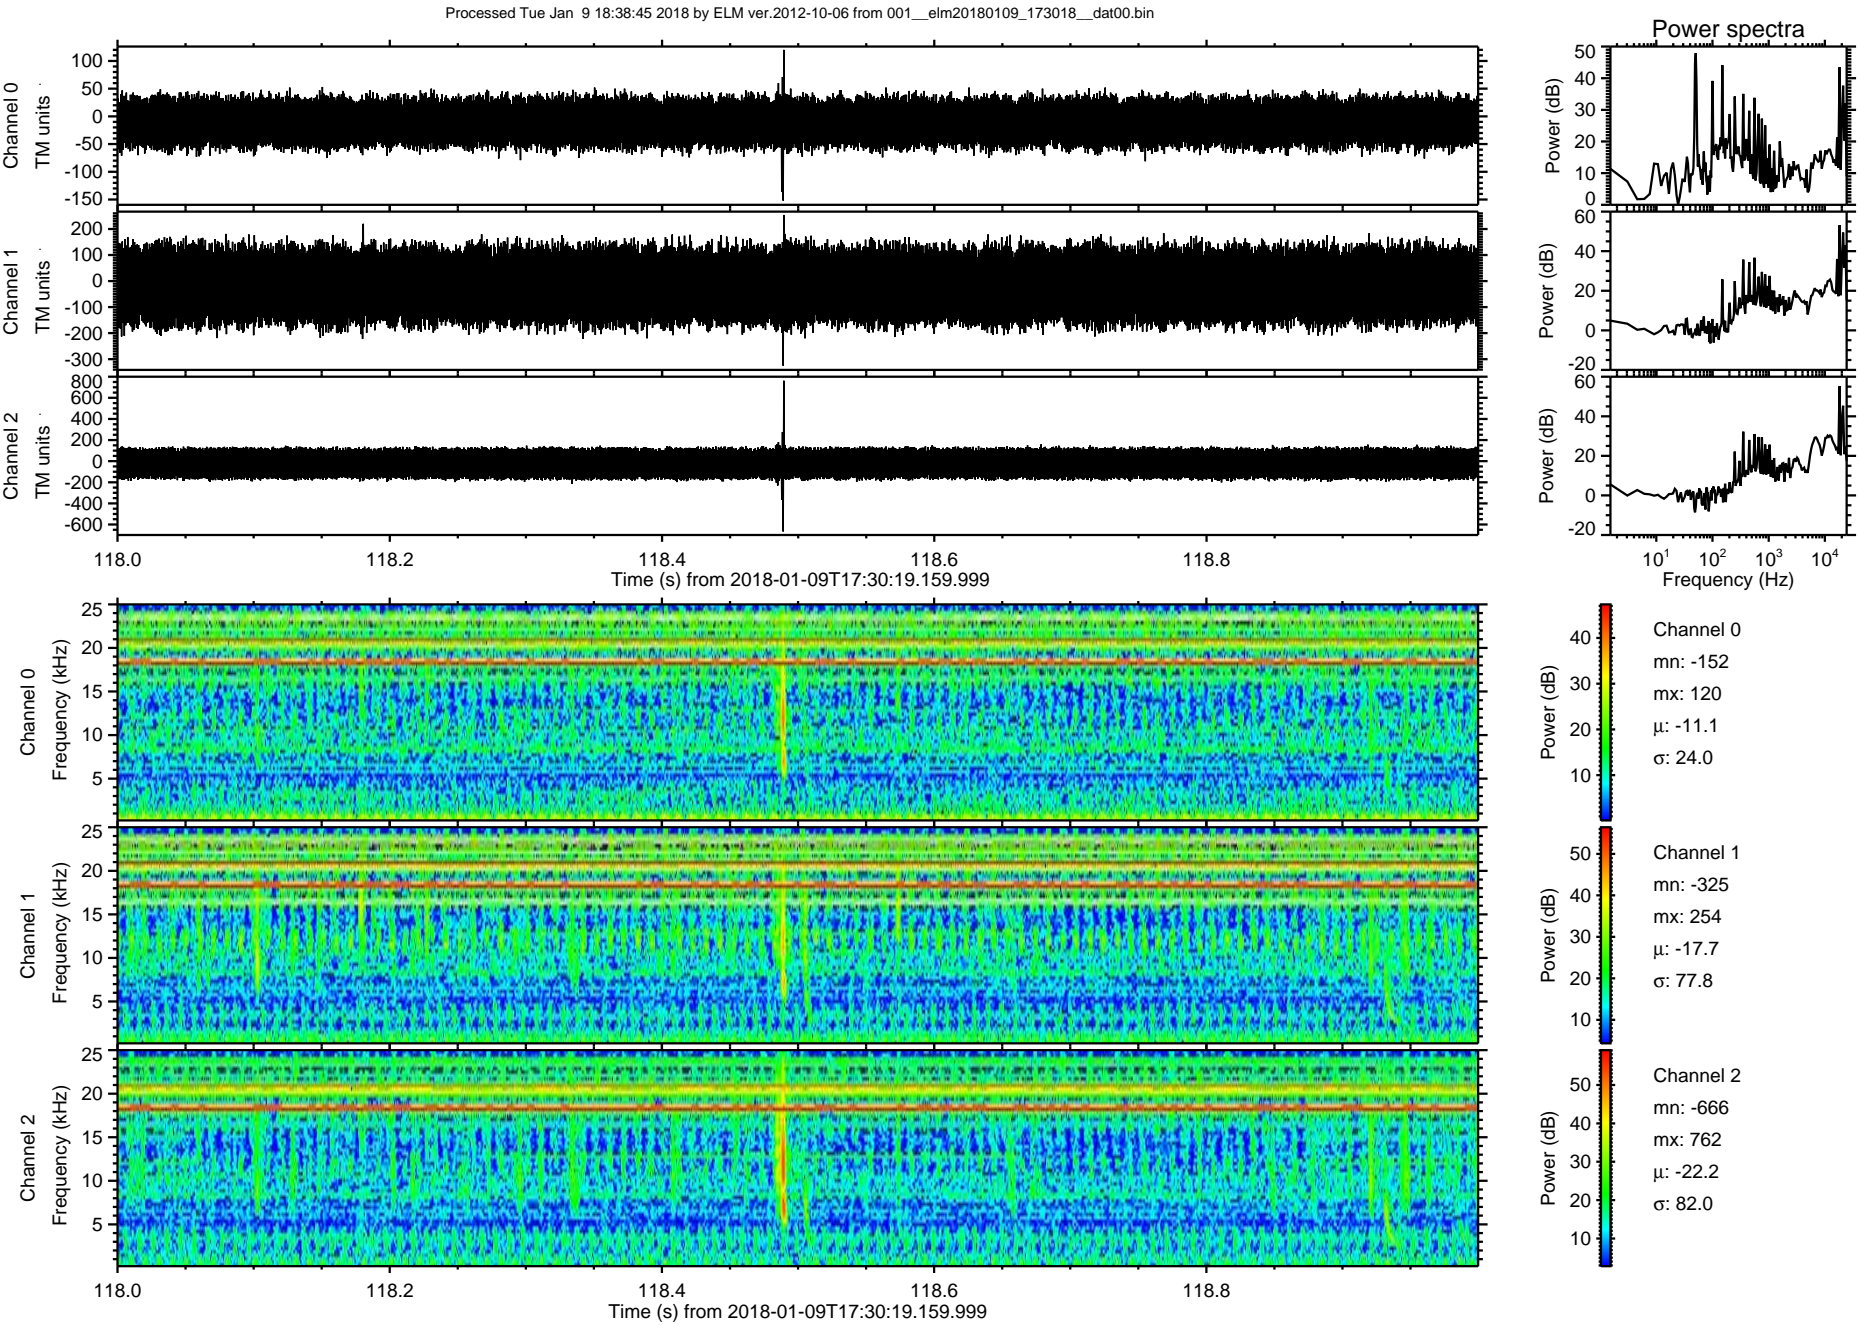 Processed Tue Jan  9 18:38:45 2018 by ELM ver.2012-10-06 from 001__elm20180109_173018__dat00.bin
Power spectra
Channel 0
TM units
100
50
0
-50
-100
-150
Power (dB)
50
40
30
20
10
0
Channel 1
TM units
200
100
0
-100
-200
-300
Power (dB)
60
40
20
0
-20
Channel 2
TM units
800
600
400
200
0
-200
-400
-600
Power (dB)
60
40
20
0
-20
118.0 118.2 118.4 118.6 118.8
Time (s) from 2018-01-09T17:30:19.159.999
10^1 10^2 10^3 10^4
Frequency (Hz)
Channel 0
Frequency (kHz)
25
20
15
10
5
Power (dB)
40
30
20
10
Channel 0
mn: -152
mx: 120
μ: -11.1
σ: 24.0
Channel 1
Frequency (kHz)
25
20
15
10
5
Power (dB)
50
40
30
20
10
Channel 1
mn: -325
mx: 254
μ: -17.7
σ: 77.8
Channel 2
Frequency (kHz)
25
20
15
10
5
Power (dB)
50
40
30
20
10
Channel 2
mn: -666
mx: 762
μ: -22.2
σ: 82.0
118.0 118.2 118.4 118.6 118.8
Time (s) from 2018-01-09T17:30:19.159.999